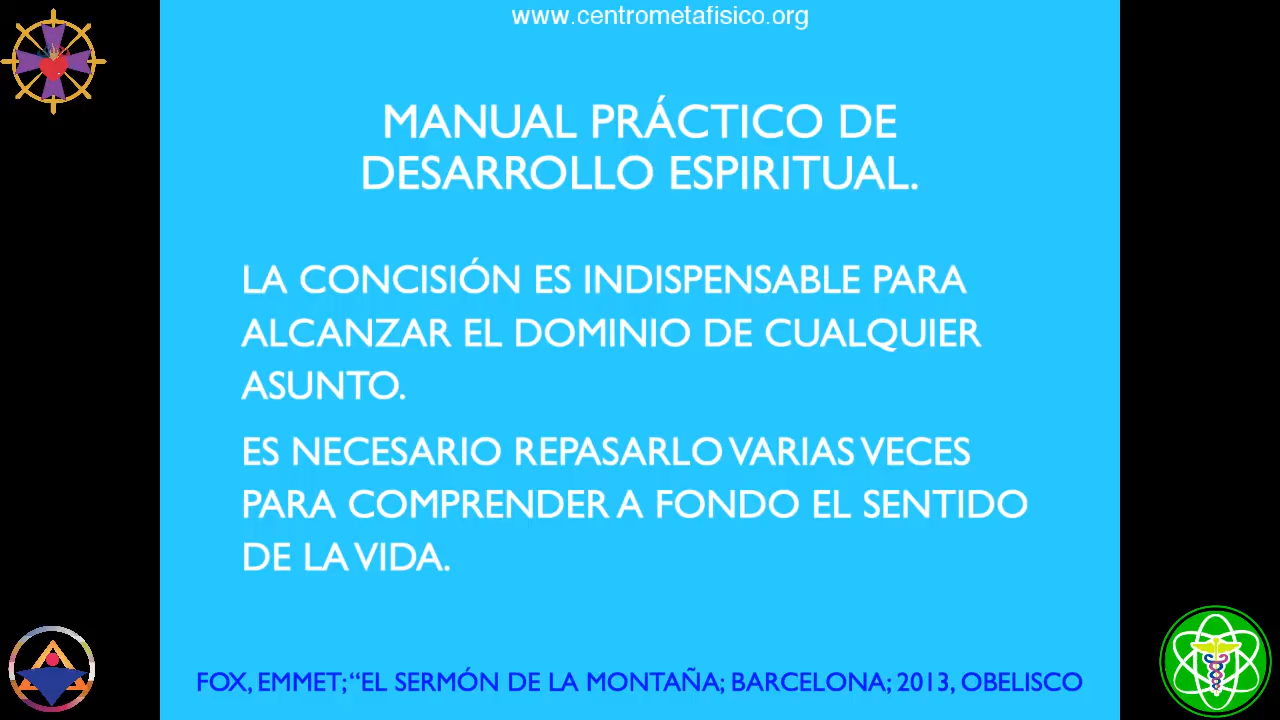 www.centrometafisico.org
MANUAL PRÁCTICO DE
DESARROLLO ESPIRITUAL.
LA CONCISIÓN ES INDISPENSABLE PARA
ALCANZAR EL DOMINIO DE CUALQUIER
ASUNTO.
ES NECESARIO REPASARLO VARIAS VECES
PARA COMPRENDER A FONDO EL SENTIDO
DE LA VIDA.
FOX, EMMET; “EL SERMÓN DE LA MONTAÑA; BARCELONA; 2013, OBELISCO